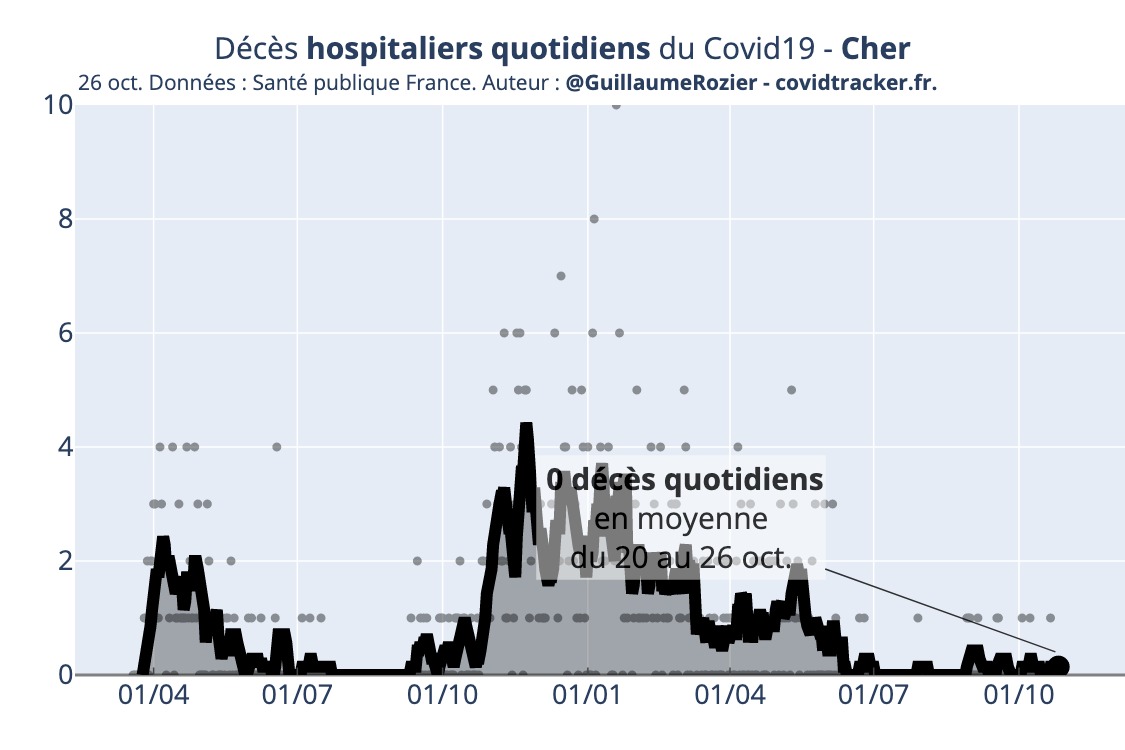 Décès hospitaliers quotidiens du Covid19 - Cher
26 oct. Données : Santé publique France. Auteur : @GuillaumeRozier - covidtracker.fr.
10
8
6
4
2
0
0 décès quotidiens
en moyenne
du 20 au 26 oct.
01/04 01/07 01/10 01/01 01/04 01/07 01/10